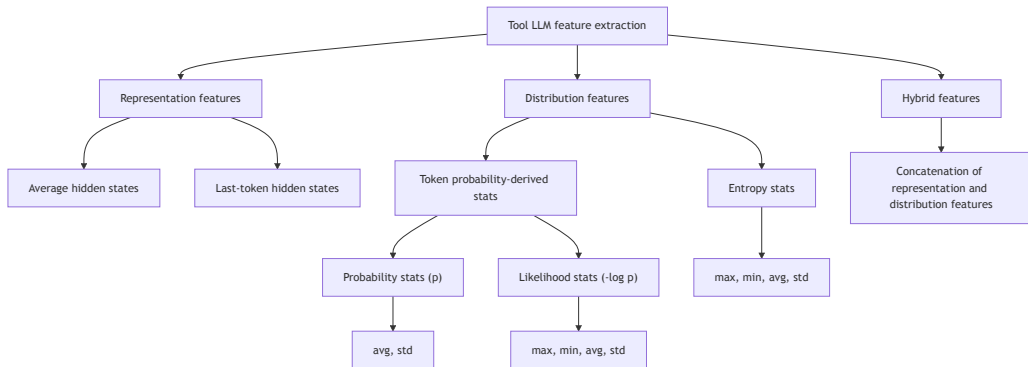 Tool LLM feature extraction
Representation features
Distribution features
Hybrid features
Average hidden states
Last-token hidden states
Token probability-derived
stats
Entropy stats
Concatenation of
representation and
distribution features
Probability stats (p)
Likelihood stats (-log p)
max, min, avg, std
avg, std
max, min, avg, std